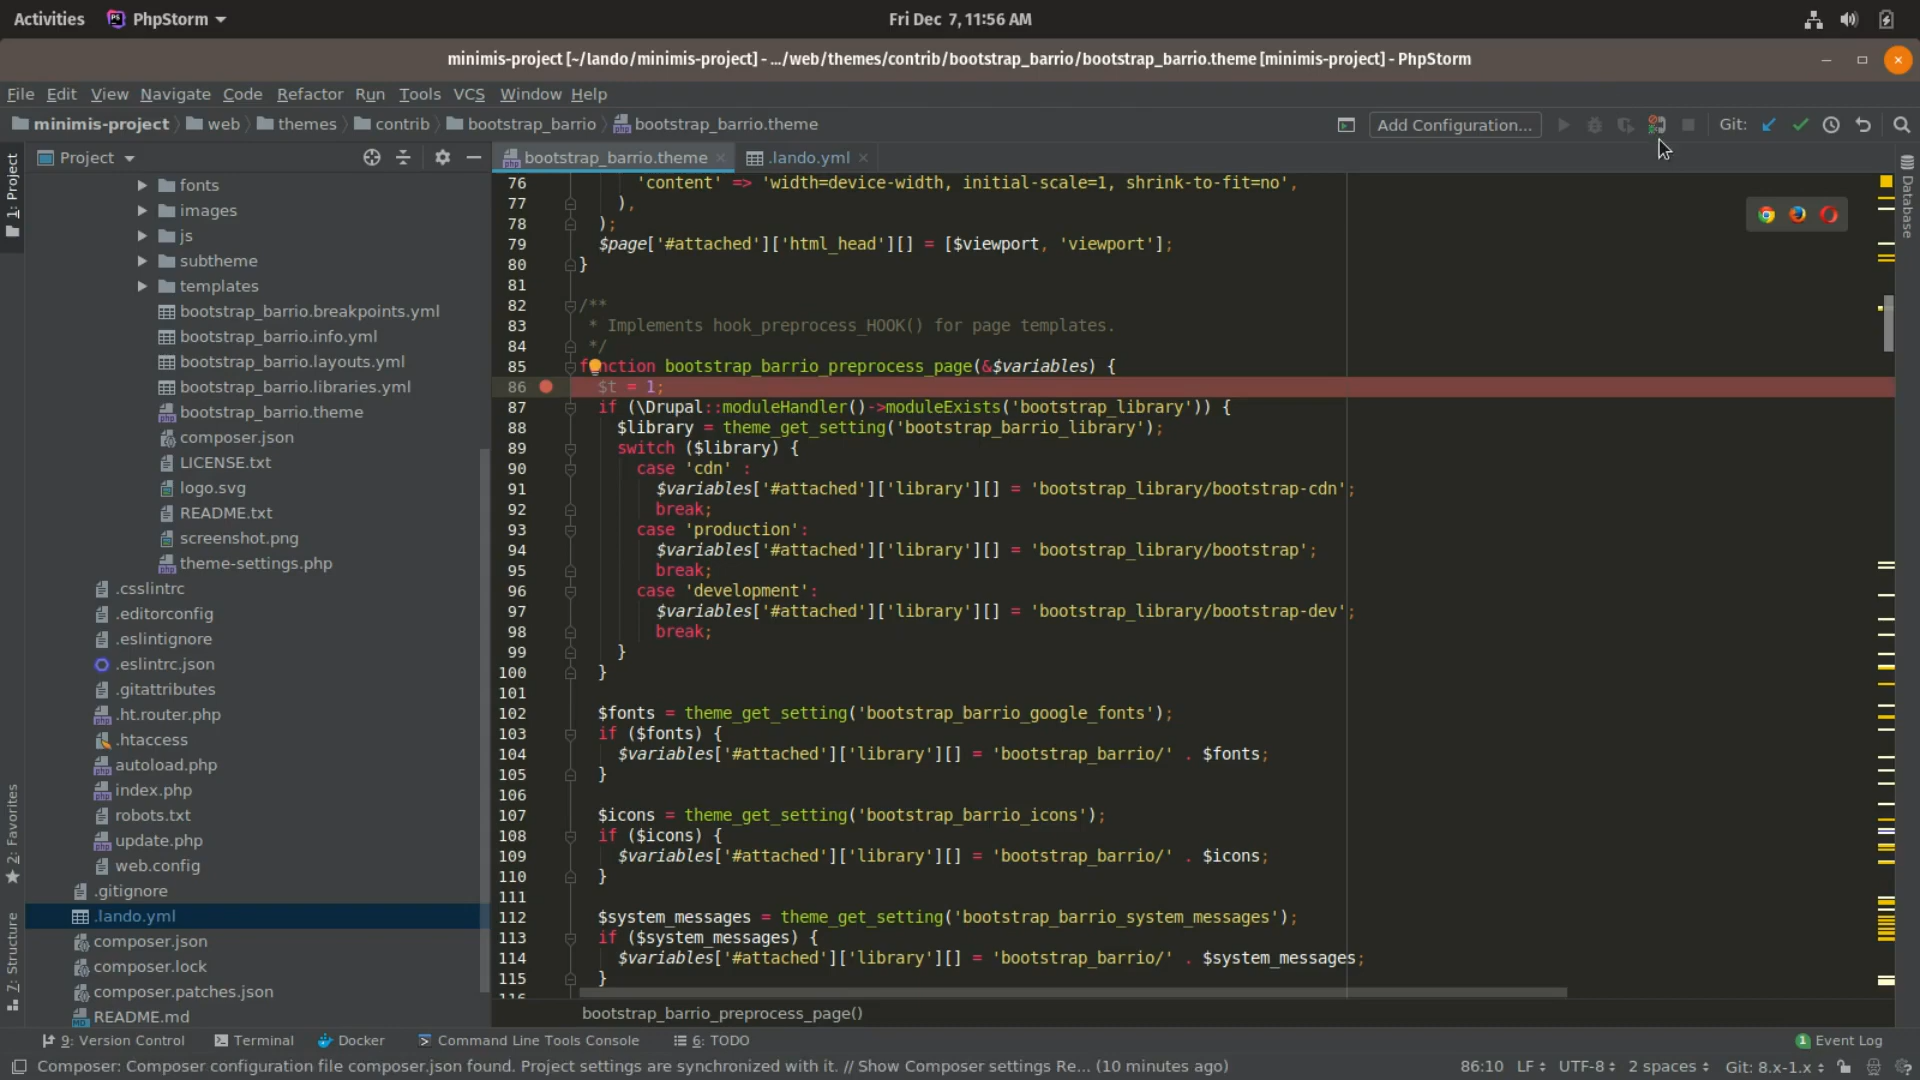 Activities PhpStorm Fri Dec 7, 11:56 AM
minimis-project [~/lando/minimis-project] - .../web/themes/contrib/bootstrap_barrio/bootstrap_barrio.theme [minimis-project] - PhpStorm
File Edit View Navigate Code Refactor Run Tools VCS Window Help
minimis-project web themes contrib bootstrap_barrio bootstrap_barrio.theme Add Configuration... Git:
1: Project
2: Favorites
7: Structure
Project
fonts
images
js
subtheme
templates
bootstrap_barrio.breakpoints.yml
bootstrap_barrio.info.yml
bootstrap_barrio.layouts.yml
bootstrap_barrio.libraries.yml
bootstrap_barrio.theme
composer.json
LICENSE.txt
logo.svg
README.txt
screenshot.png
theme-settings.php
.csslintrc
.editorconfig
.eslintignore
.eslintrc.json
.gitattributes
.ht.router.php
.htaccess
autoload.php
index.php
robots.txt
update.php
web.config
.gitignore
.lando.yml
composer.json
composer.lock
composer.patches.json
README.md
bootstrap_barrio.theme .lando.yml
76 'content' => 'width=device-width, initial-scale=1, shrink-to-fit=no',
77 ),
78 );
79 $page['#attached']['html_head'][] = [$viewport, 'viewport'];
80 }
81
82 /**
83 * Implements hook_preprocess_HOOK() for page templates.
84 */
85 function bootstrap_barrio_preprocess_page(&$variables) {
86 $t = 1;
87 if (\Drupal::moduleHandler()->moduleExists('bootstrap_library')) {
88 $library = theme_get_setting('bootstrap_barrio_library');
89 switch ($library) {
90 case 'cdn' :
91 $variables['#attached']['library'][] = 'bootstrap_library/bootstrap-cdn';
92 break;
93 case 'production':
94 $variables['#attached']['library'][] = 'bootstrap_library/bootstrap';
95 break;
96 case 'development':
97 $variables['#attached']['library'][] = 'bootstrap_library/bootstrap-dev';
98 break;
99 }
100 }
101
102 $fonts = theme_get_setting('bootstrap_barrio_google_fonts');
103 if ($fonts) {
104 $variables['#attached']['library'][] = 'bootstrap_barrio/' . $fonts;
105 }
106
107 $icons = theme_get_setting('bootstrap_barrio_icons');
108 if ($icons) {
109 $variables['#attached']['library'][] = 'bootstrap_barrio/' . $icons;
110 }
111
112 $system_messages = theme_get_setting('bootstrap_barrio_system_messages');
113 if ($system_messages) {
114 $variables['#attached']['library'][] = 'bootstrap_barrio/' . $system_messages;
115 }
bootstrap_barrio_preprocess_page()
Database
9: Version Control Terminal Docker Command Line Tools Console 6: TODO 1 Event Log
Composer: Composer configuration file composer.json found. Project settings are synchronized with it. // Show Composer settings Re... (10 minutes ago) 86:10 LF UTF-8 2 spaces Git: 8.x-1.x